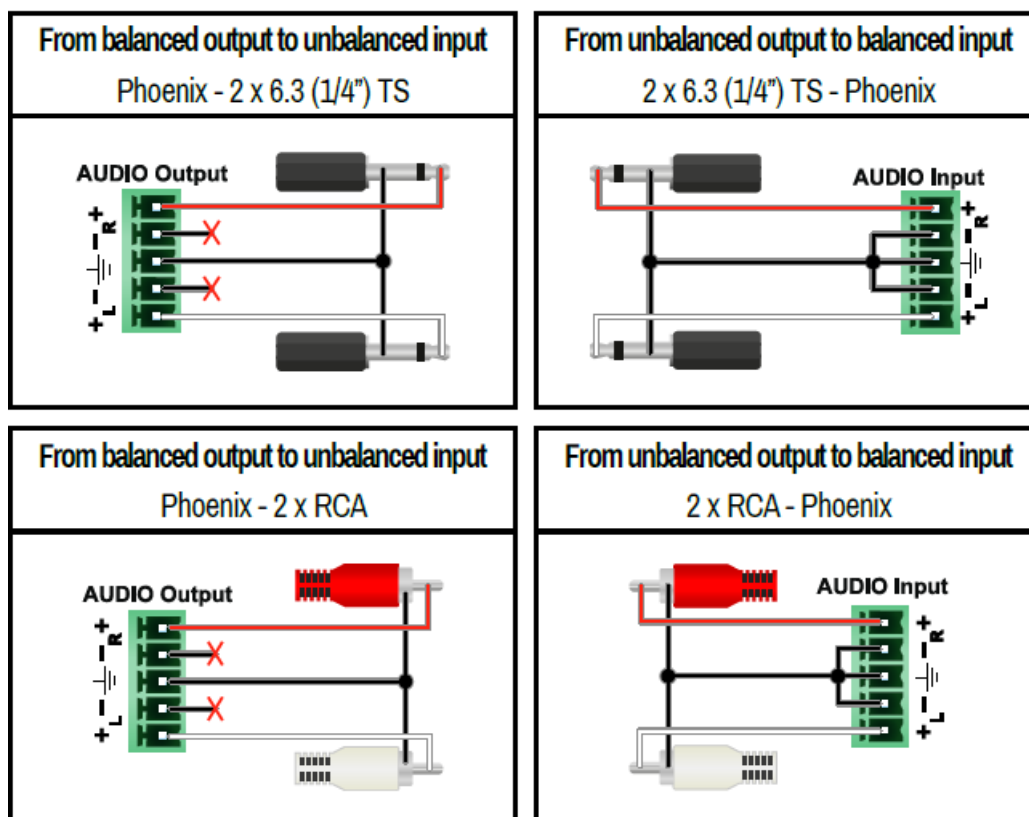 From balanced output to unbalanced input
Phoenix - 2 x 6.3 (1/4”) TS
AUDIO Output
+
R
-
-
L
+
From unbalanced output to balanced input
2 x 6.3 (1/4”) TS - Phoenix
AUDIO Input
+
R
-
-
L
+
From balanced output to unbalanced input
Phoenix - 2 x RCA
AUDIO Output
+
R
-
-
L
+
From unbalanced output to balanced input
2 x RCA - Phoenix
AUDIO Input
+
R
-
-
L
+